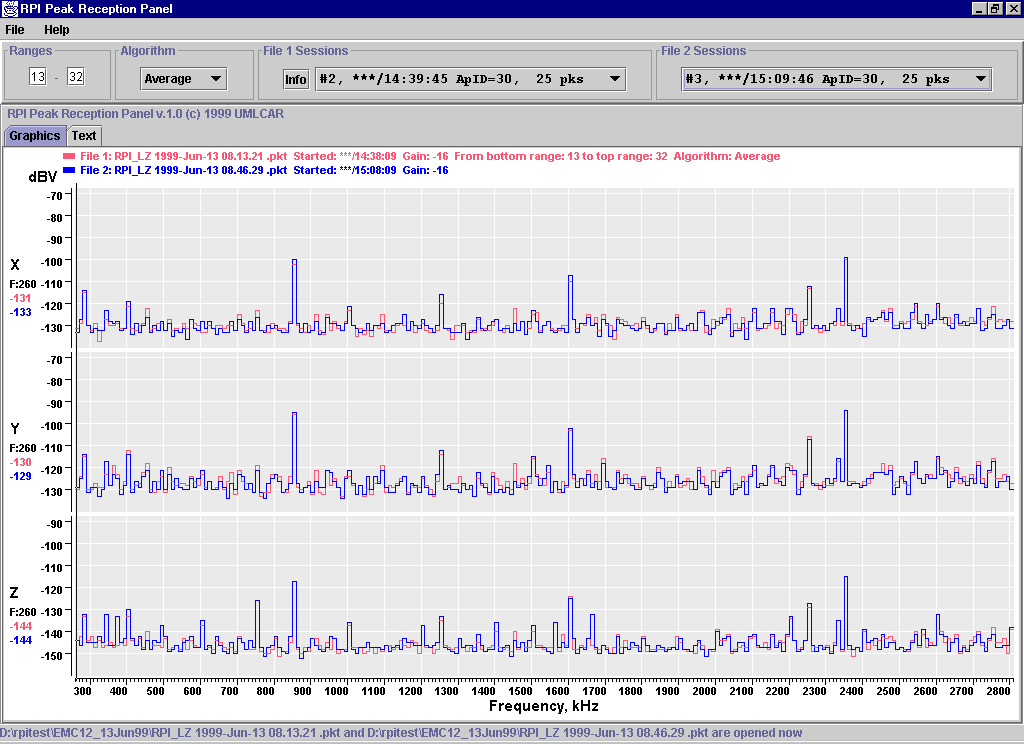 RPI Peak Reception Panel
File Help
Ranges Algorithm File 1 Sessions File 2 Sessions
13 - 32 Average Info #2, ***/14:39:45 ApID=30, 25 pks #3, ***/15:09:46 ApID=30, 25 pks
RPI Peak Reception Panel v.1.0 (c) 1999 UMLCAR
Graphics Text
File 1: RPI_LZ 1999-Jun-13 08.13.21 .pkt Started: ***/14:38:09 Gain: -16 From bottom range: 13 to top range: 32 Algorithm: Average
File 2: RPI_LZ 1999-Jun-13 08.46.29 .pkt Started: ***/15:08:09 Gain: -16
dBV
-70
-80
-90
X -100
F:260 -110
-131
-120
-133
-130
-70
-80
-90
Y -100
F:260 -110
-130
-120
-129
-130
-90
-100
-110
Z -120
F:260 -130
-144
-140
-144
-150
300 400 500 600 700 800 900 1000 1100 1200 1300 1400 1500 1600 1700 1800 1900 2000 2100 2200 2300 2400 2500 2600 2700 2800
Frequency, kHz
D:\rpitest\EMC12_13Jun99\RPI_LZ 1999-Jun-13 08.13.21 .pkt and D:\rpitest\EMC12_13Jun99\RPI_LZ 1999-Jun-13 08.46.29 .pkt are opened now